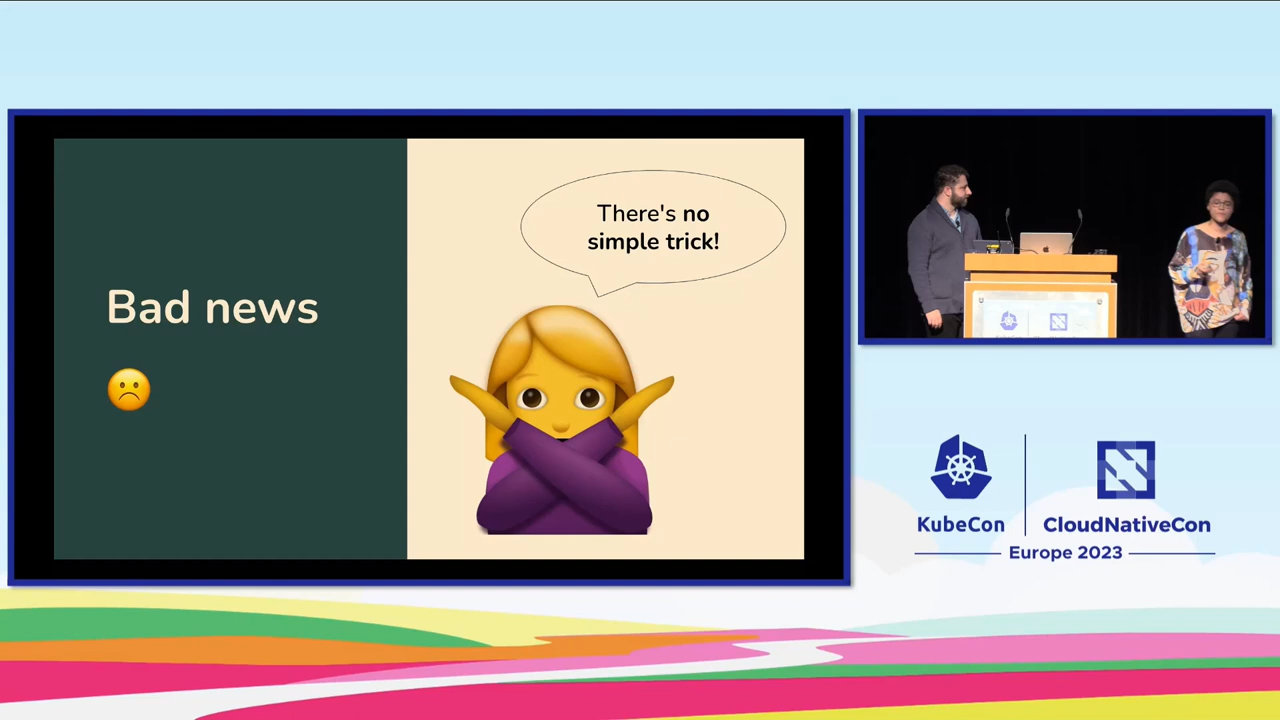 Bad news
There's no
simple trick!
KubeCon
CloudNativeCon
Europe 2023